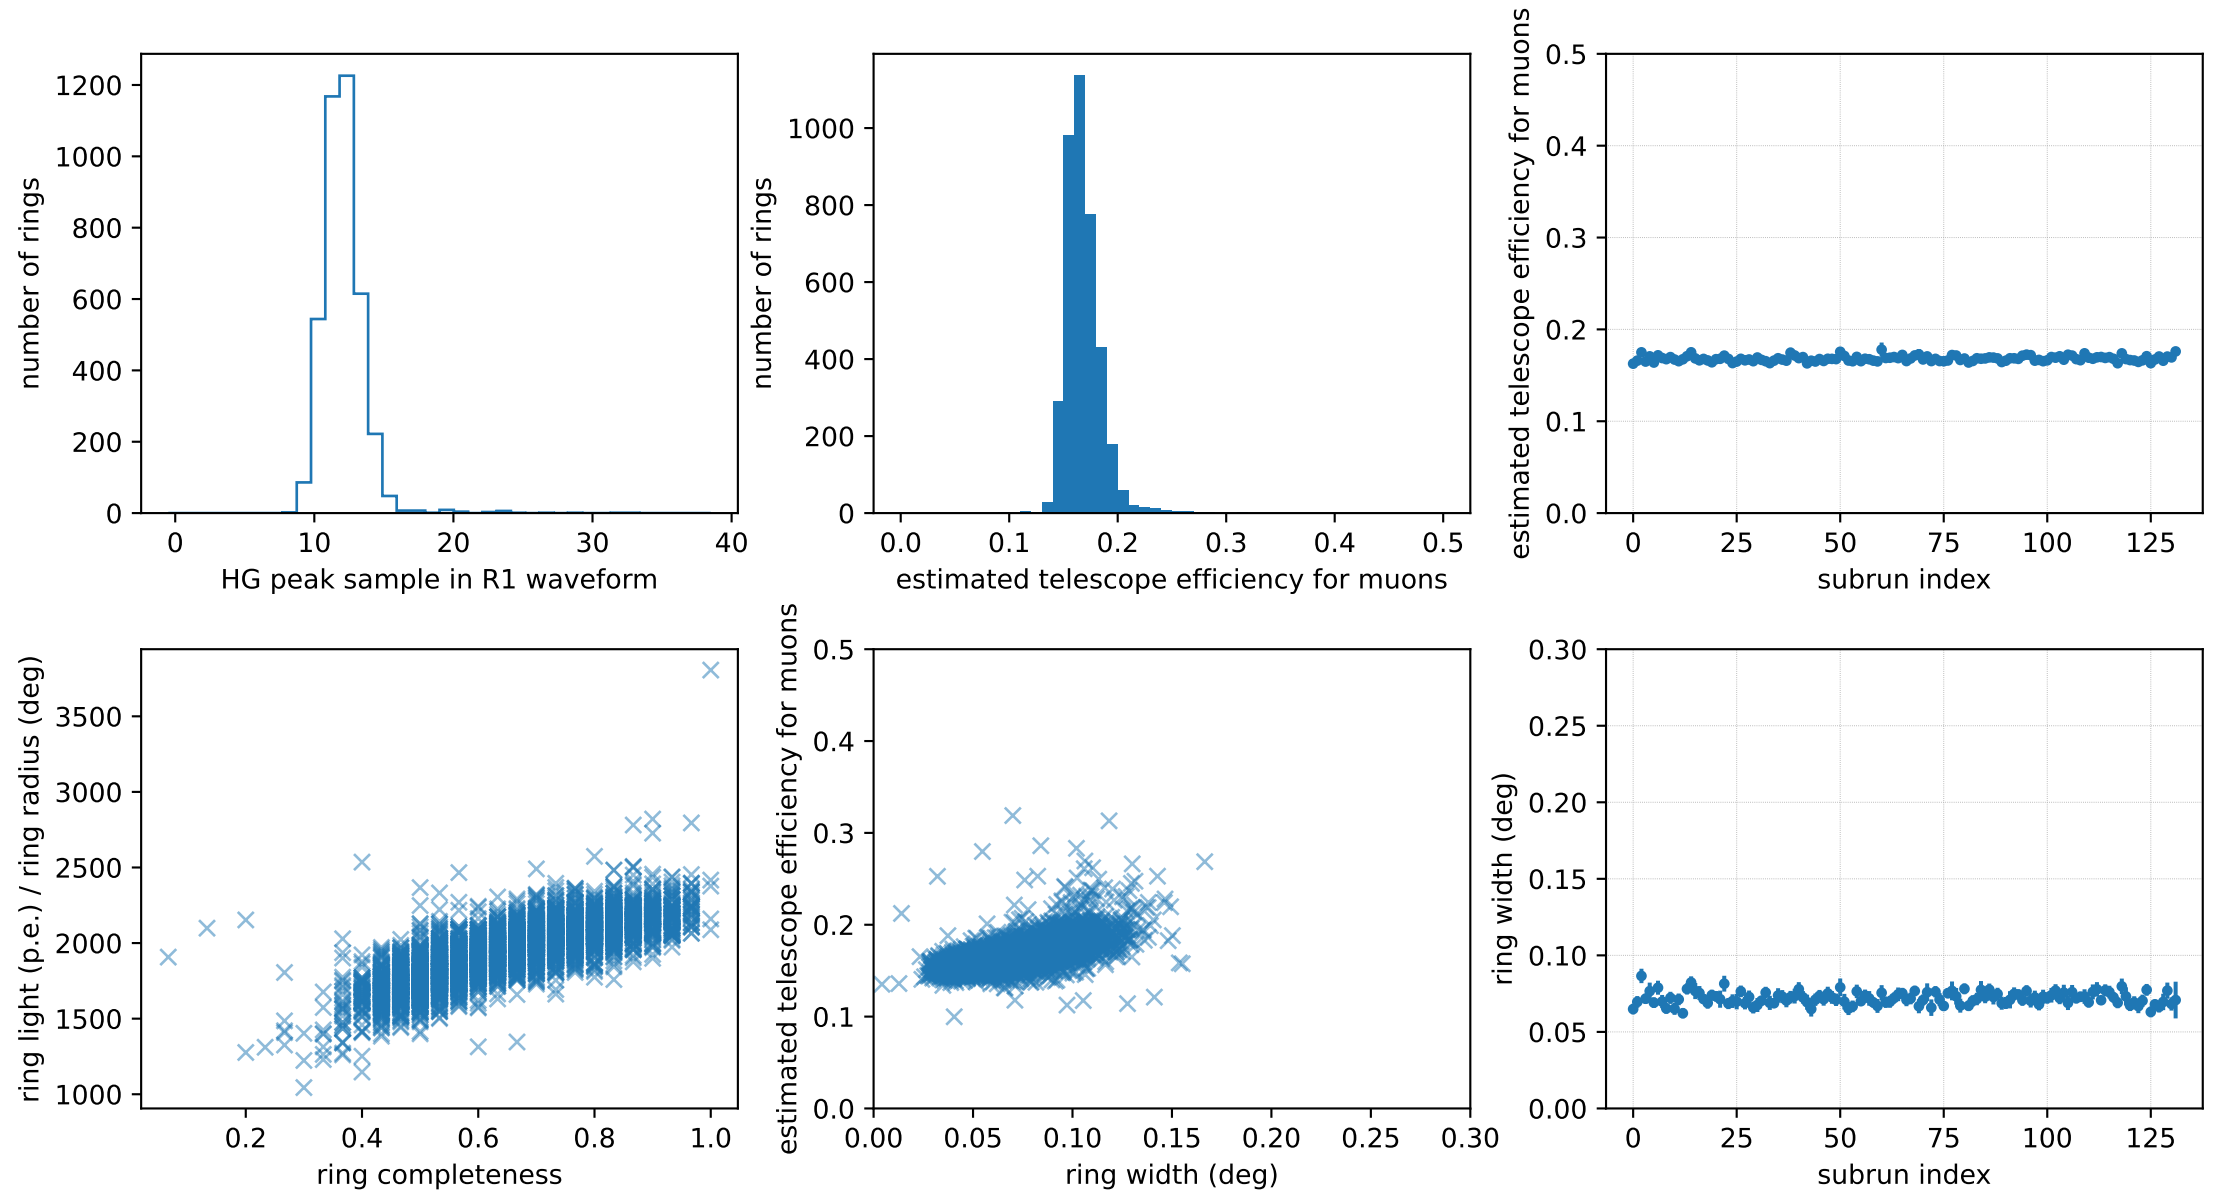 number of rings
1200
1000
800
600
400
200
0
0 10 20 30 40
HG peak sample in R1 waveform
number of rings
1000
800
600
400
200
0
0.0 0.1 0.2 0.3 0.4 0.5
estimated telescope efficiency for muons
estimated telescope efficiency for muons
0.5
0.4
0.3
0.2
0.1
0.0
0 25 50 75 100 125
subrun index
ring light (p.e.) / ring radius (deg)
3500
3000
2500
2000
1500
1000
0.2 0.4 0.6 0.8 1.0
ring completeness
estimated telescope efficiency for muons
0.5
0.4
0.3
0.2
0.1
0.0
0.00 0.05 0.10 0.15 0.20 0.25 0.30
ring width (deg)
ring width (deg)
0.30
0.25
0.20
0.15
0.10
0.05
0.00
0 25 50 75 100 125
subrun index